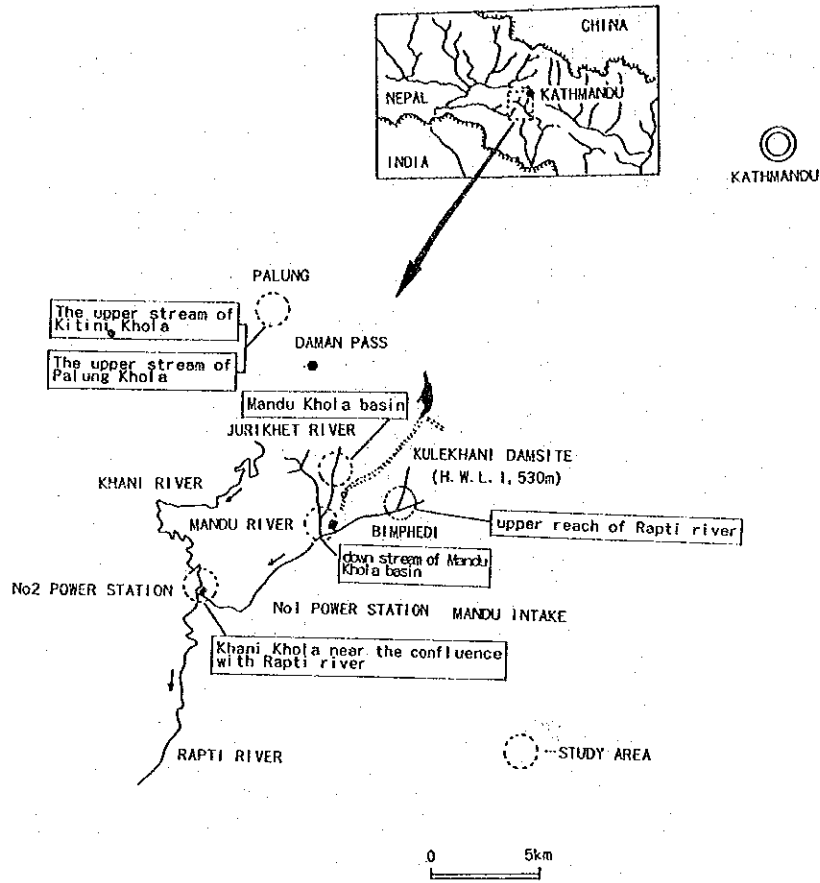 CHINA
NEPAL
KATHMANDU
INDIA
KATHMANDU
PALUNG
The upper stream of
Kitini Khola
DAMAN PASS
The upper stream of
Palung Khola
Mandu Khola basin
JURIKHET RIVER
KULEKHANI DAMSITE
(H.W.L. 1,530m)
KHANI RIVER
MANDU RIVER
BIMPHEDI
upper reach of Rapti river
down stream of Mandu
Khola basin
No2 POWER STATION
No1 POWER STATION
MANDU INTAKE
Khani Khola near the confluence
with Rapti river
RAPTI RIVER
STUDY AREA
0 5km